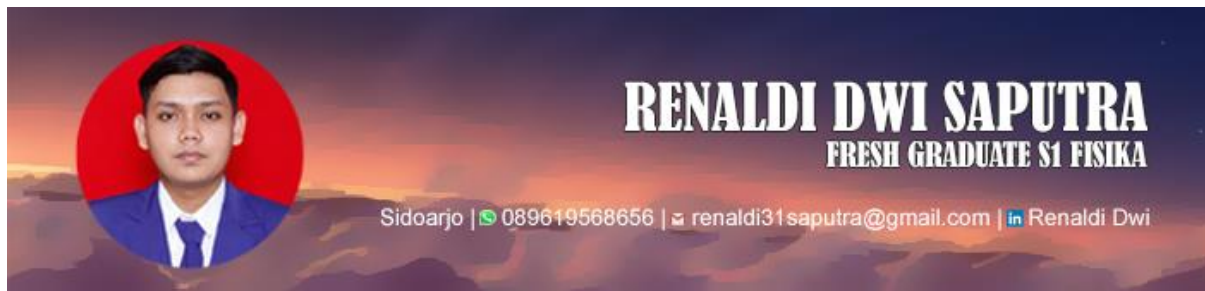 RENALDI DWI SAPUTRA
FRESH GRADUATE S1 FISIKA
Sidoarjo | 089619568656 | renaldi31saputra@gmail.com | in Renaldi Dwi